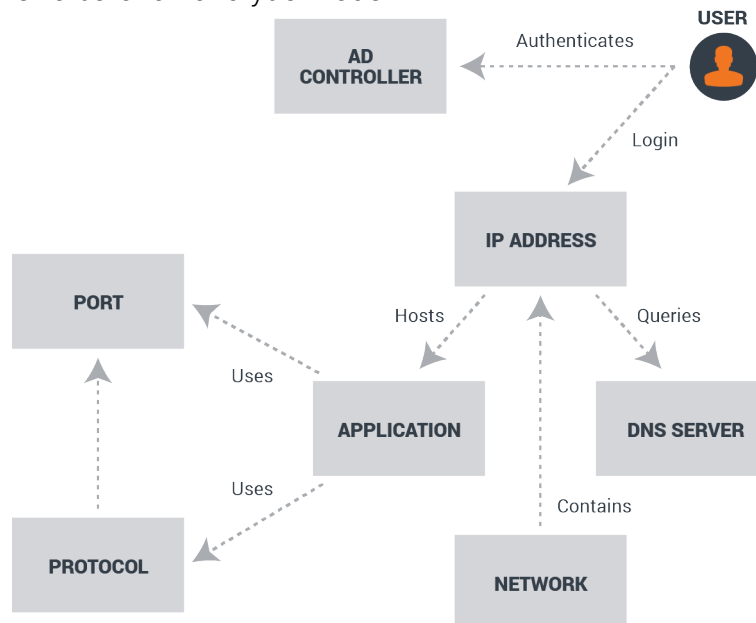 USER
Authenticates
AD
CONTROLLER
Login
IP ADDRESS
PORT
Hosts
Queries
Uses
APPLICATION
DNS SERVER
Uses
Contains
PROTOCOL
NETWORK